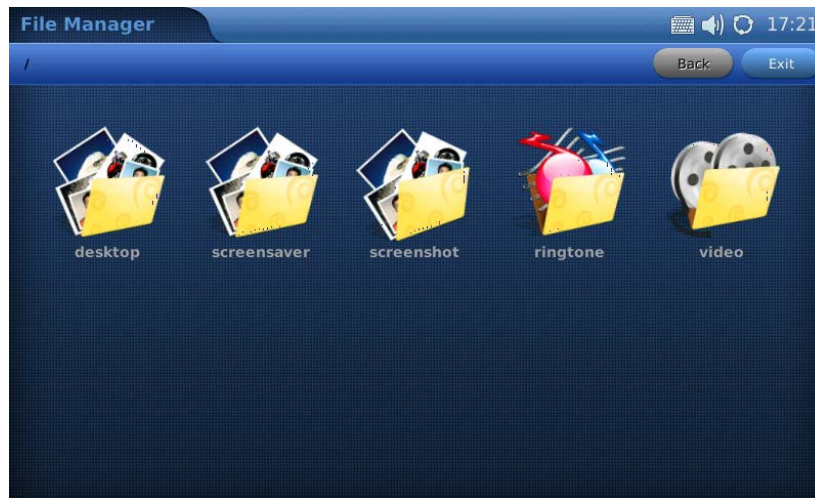 File Manager 17:21
/ Back Exit
desktop screensaver screenshot ringtone video